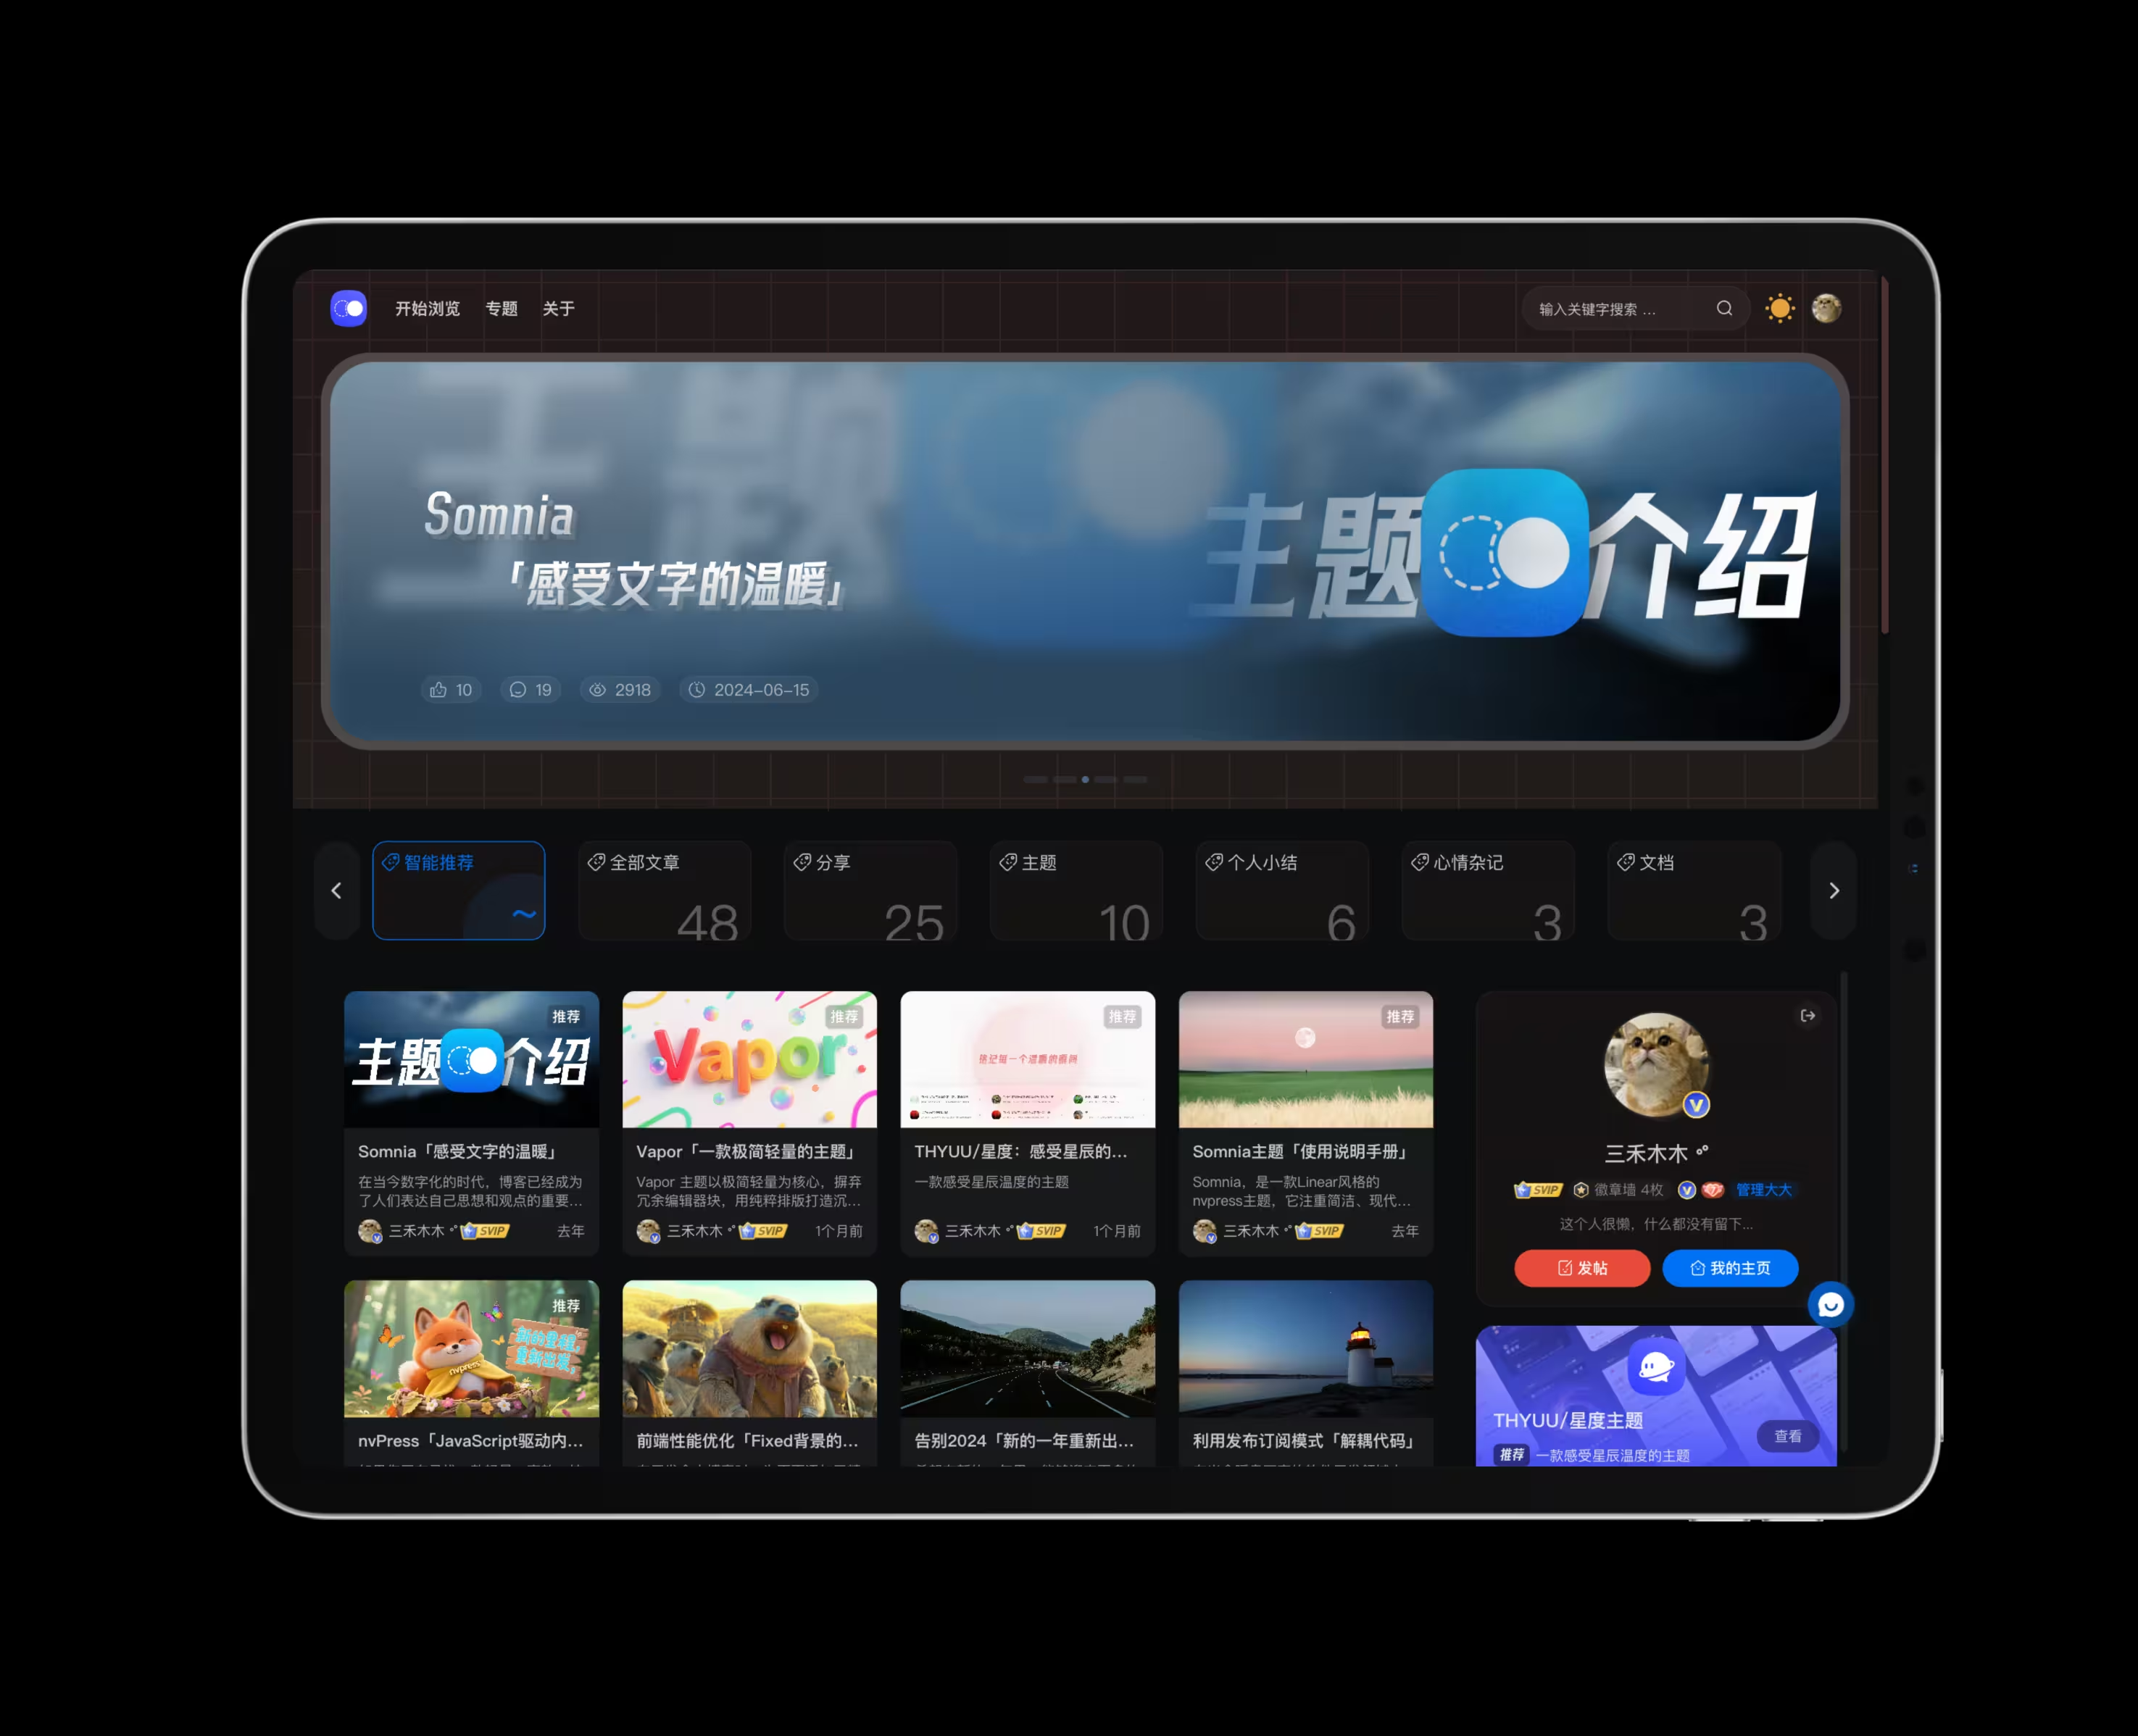 开始浏览 专题 关于
输入关键字搜索 ...
主题介绍
Somnia
「感受文字的温暖」
10 19 2918 2024-06-15
智能推荐
~
全部文章
48
分享
25
主题
10
个人小结
6
心情杂记
3
文档
3
推荐
主题介绍
Somnia「感受文字的温暖」
在当今数字化的时代，博客已经成为
了人们表达自己思想和观点的重要...
三禾木木 SVIP 去年
推荐
Vapor
Vapor「一款极简轻量的主题」
Vapor 主题以极简轻量为核心，摒弃
冗余编辑器块，用纯粹排版打造沉...
三禾木木 SVIP 1个月前
推荐
THYUU/星度：感受星辰的...
一款感受星辰温度的主题
三禾木木 SVIP 1个月前
推荐
Somnia主题「使用说明手册」
Somnia，是一款Linear风格的
nvpress主题，它注重简洁、现代...
三禾木木 SVIP 去年
V
三禾木木
SVIP 徽章墙 4枚 V 管理大大
这个人很懒，什么都没有留下...
发帖 我的主页
推荐
新的里程，
重新出发，
nvpress
nvPress「JavaScript驱动内...
前端性能优化「Fixed背景的...
告别2024「新的一年重新出...
利用发布订阅模式「解耦代码」
THYUU/星度主题
推荐 一款感受星辰温度的主题
查看